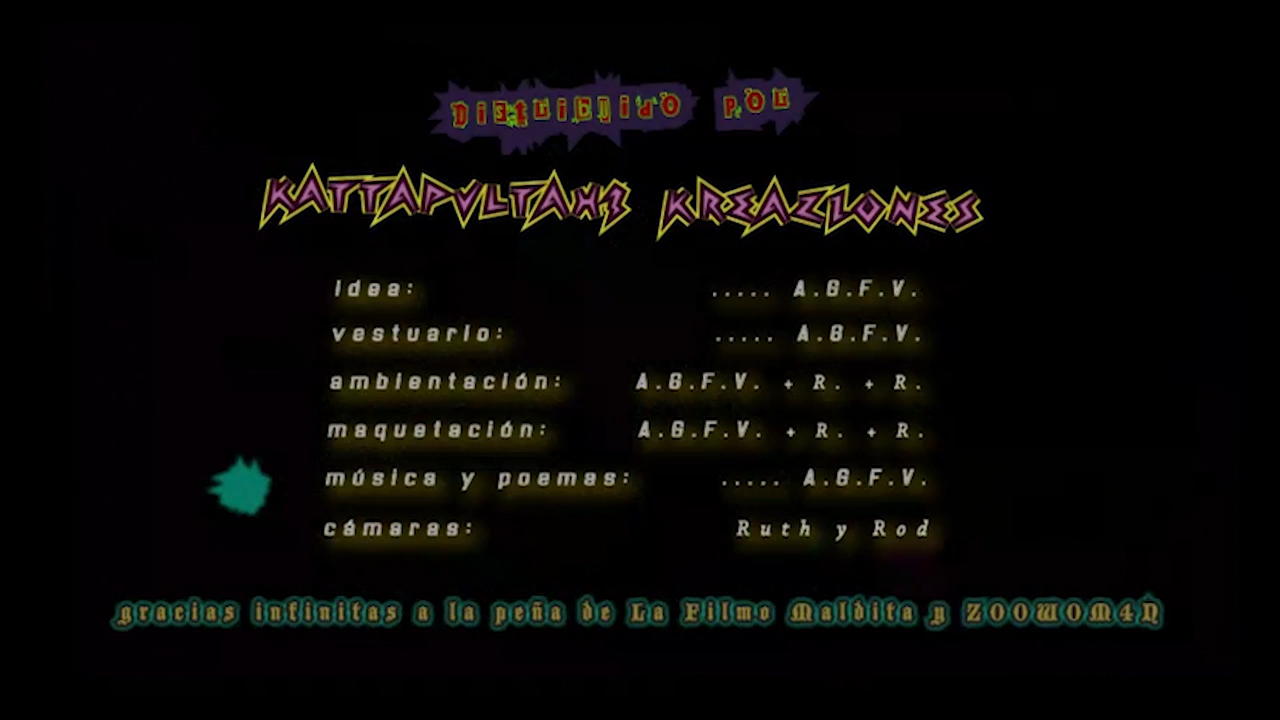 DistRibUido poR
KATTAPULTAH? KREAZIONES
idea: ..... A.G.F.V.
vestuario: ..... A.G.F.V.
ambientación: A.G.F.V. + R. + R.
maquetación: A.G.F.V. + R. + R.
música y poemas: ..... A.G.F.V.
cámaras: Ruth y Rod
gracias infinitas a la peña de La Filmo Maldita y ZOOWOM4N